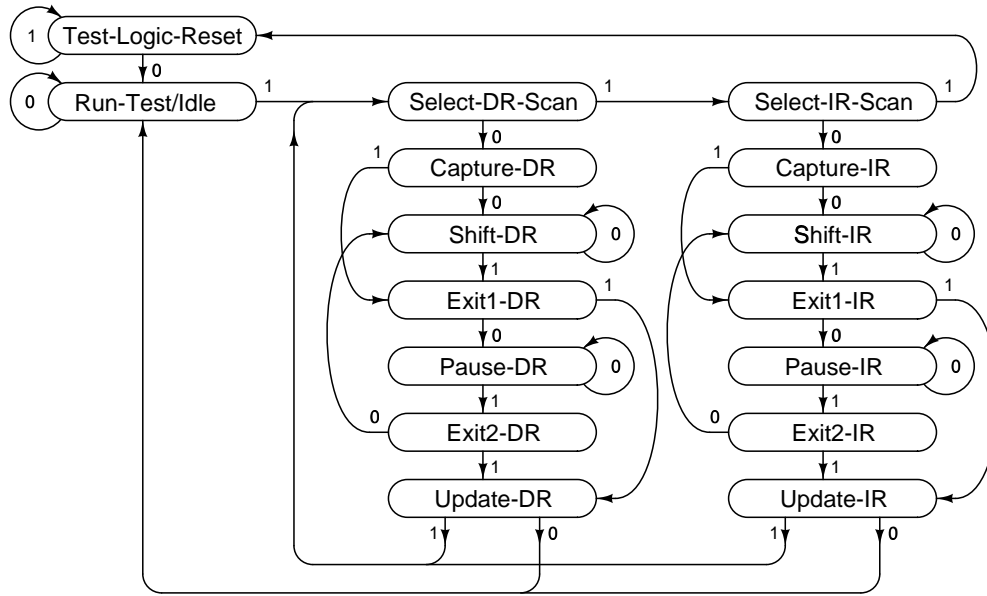 Test-Logic-Reset
1
0
Run-Test/Idle
0
1
Select-DR-Scan
1
Select-IR-Scan
1
0
0
1
Capture-DR
1
Capture-IR
0
0
Shift-DR
0
Shift-IR
0
1
1
Exit1-DR
1
Exit1-IR
1
0
0
Pause-DR
0
Pause-IR
0
1
1
0
Exit2-DR
0
Exit2-IR
1
1
Update-DR
Update-IR
1
0
1
0